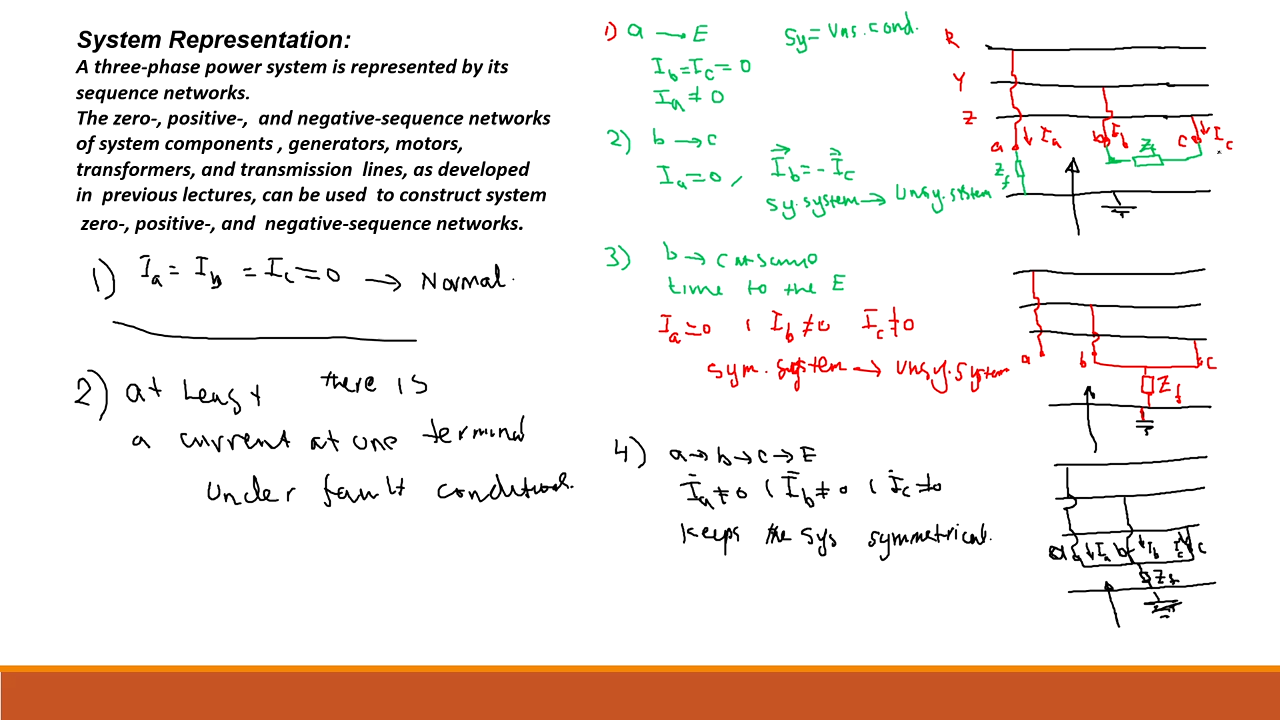 System Representation:
A three-phase power system is represented by its
sequence networks.
The zero-, positive-, and negative-sequence networks
of system components , generators, motors,
transformers, and transmission lines, as developed
in previous lectures, can be used to construct system
zero-, positive-, and negative-sequence networks.
1) Ia = Ib = Ic = 0 → Normal.
2) at Least there is
a current at one terminal
under fault conditions.
1) a → E
Sy = Uns. cond.
Ib = Ic = 0
Ia ≠ 0
2) b → c
Ia = 0, Ib = - Ic
sy. system → Unsy. system
3) b → c at same
time to the E
Ia = 0 , Ib ≠ 0 Ic ≠ 0
sym. system → unsy. system
4) a → b → c → E
Ia ≠ 0 , Ib ≠ 0 , Ic ≠ 0
keeps the sys symmetrical.
R
Y
Z
a Ia b Ib Zf c Ic
Zf
a b c
Zf
a Ia b Ib Ic c
Zf